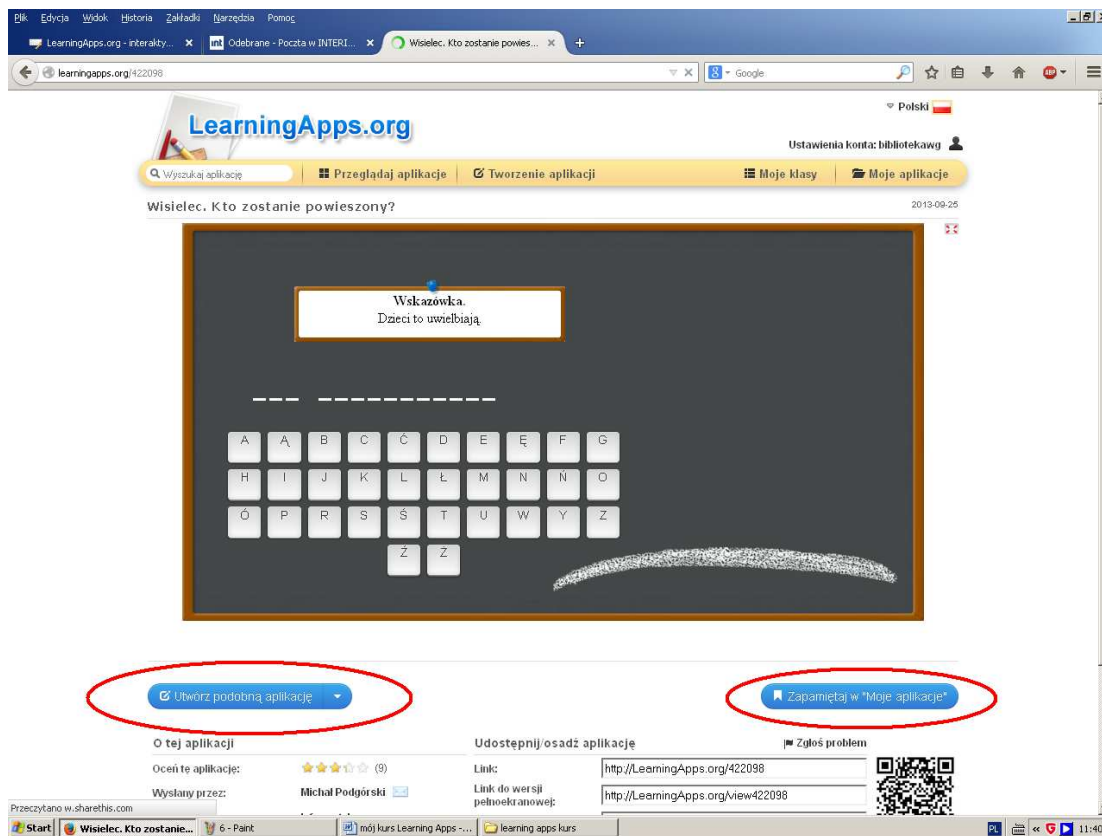 Plik Edycja Widok Historia Zakładki Narzędzia Pomoc
LearningApps.org - interakty... Odebrane - Poczta w INTERI... Wisielec. Kto zostanie powies...
learningapps.org/422098 Google
Polski
LearningApps.org
Ustawienia konta: bibliotekawg
Wyszukaj aplikację Przeglądaj aplikacje Tworzenie aplikacji Moje klasy Moje aplikacje
Wisielec. Kto zostanie powieszony? 2013-09-25
Wskazówka.
Dzieci to uwielbiają.
A Ą B C Ć D E Ę F G
H I J K L Ł M N Ń O
Ó P R S Ś T U W Y Z
Utwórz podobną aplikację Zapamiętaj w "Moje aplikacje"
O tej aplikacji Udostępnij/osadź aplikację Zgłoś problem
Oceń tę aplikację: (9) Link: http://LearningApps.org/422098
Wysłany przez: Michał Podgórski Link do wersji pełnoekranowej: http://LearningApps.org/view422098
Przeczytano w.sharethis.com
Start Wisielec. Kto zostanie... 6 - Paint mój kurs Learning Apps -... learning apps kurs PL 11:40